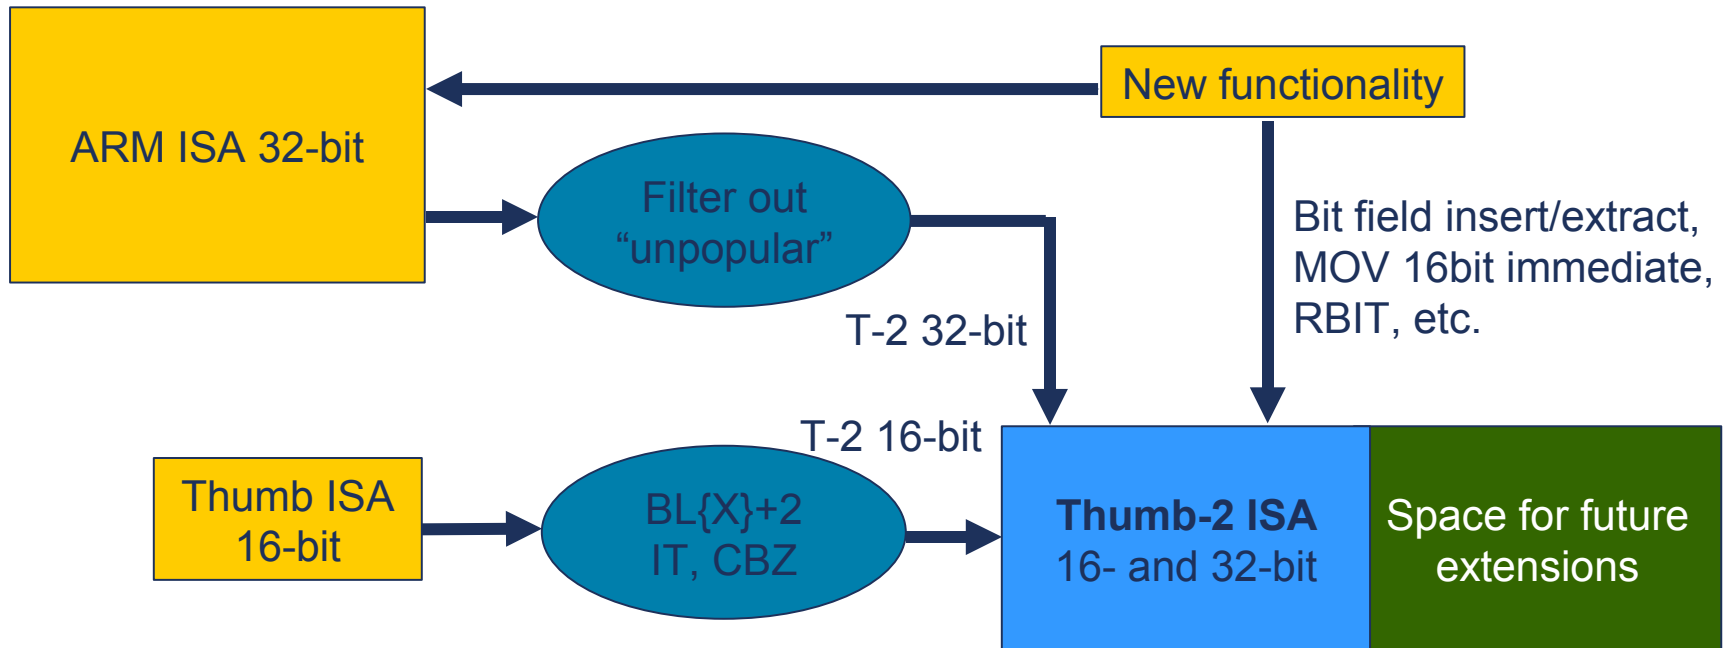 New functionality
ARM ISA 32-bit
Filter out
“unpopular”
Bit field insert/extract,
MOV 16bit immediate,
RBIT, etc.
T-2 32-bit
T-2 16-bit
Thumb ISA
16-bit
BL{X}+2
IT, CBZ
Thumb-2 ISA
16- and 32-bit
Space for future
extensions